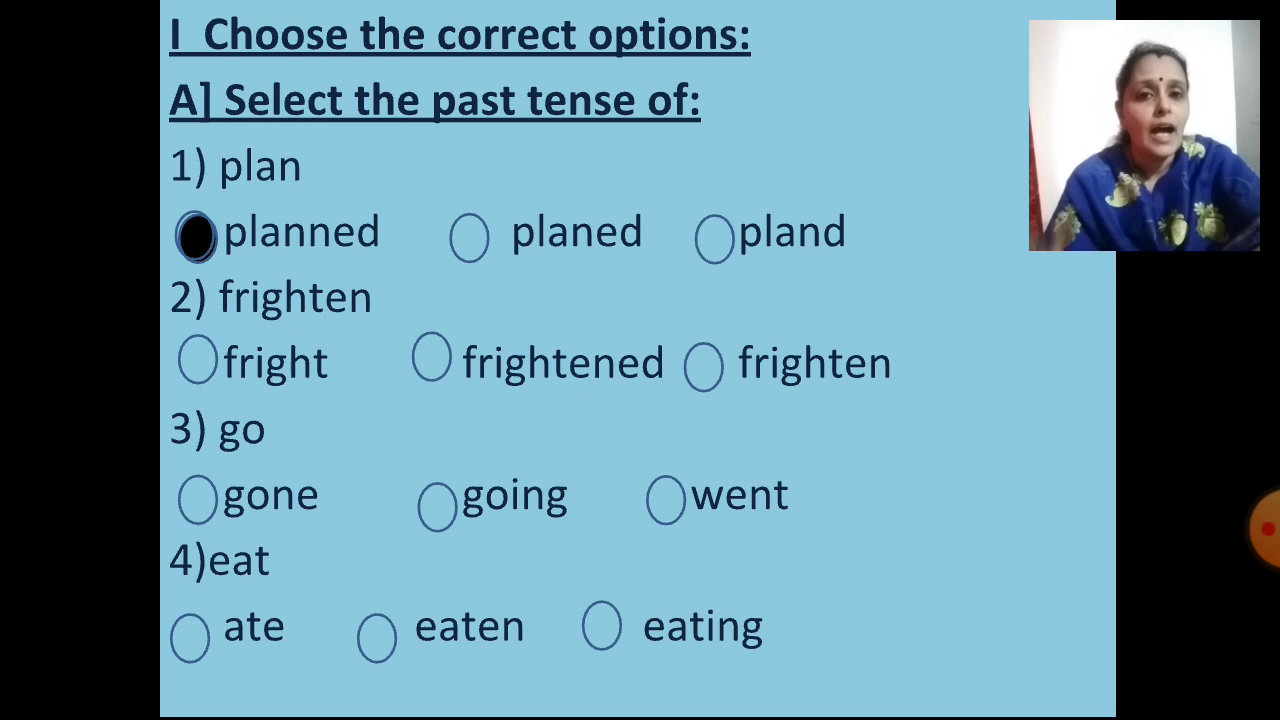 I  Choose the correct options:
A] Select the past tense of:
1) plan
planned planed pland
2) frighten
fright frightened frighten
3) go
gone going went
4)eat
ate eaten eating